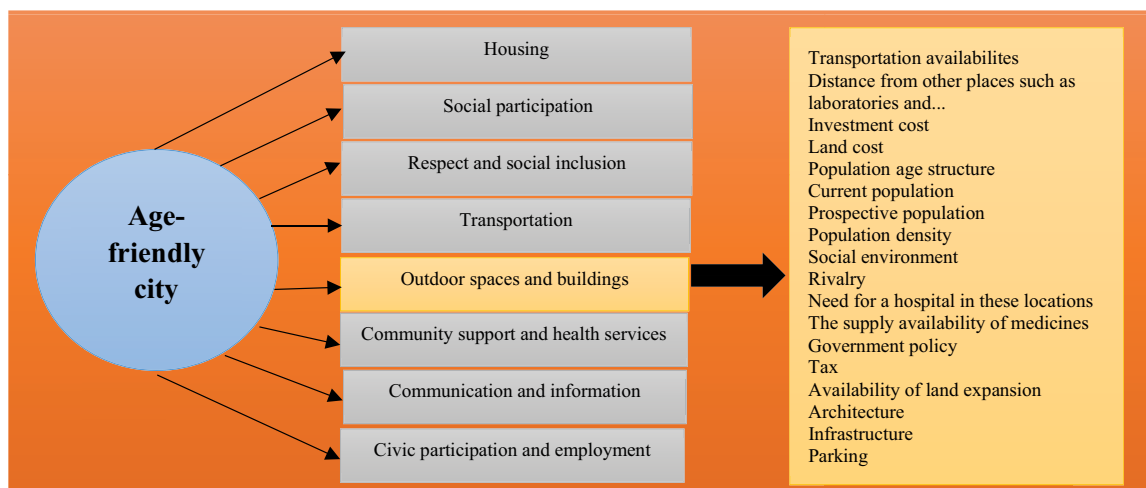 Age-
friendly
city
Housing
Social participation
Respect and social inclusion
Transportation
Outdoor spaces and buildings
Community support and health services
Communication and information
Civic participation and employment
Transportation availabilites
Distance from other places such as
laboratories and...
Investment cost
Land cost
Population age structure
Current population
Prospective population
Population density
Social environment
Rivalry
Need for a hospital in these locations
The supply availability of medicines
Government policy
Tax
Availability of land expansion
Architecture
Infrastructure
Parking